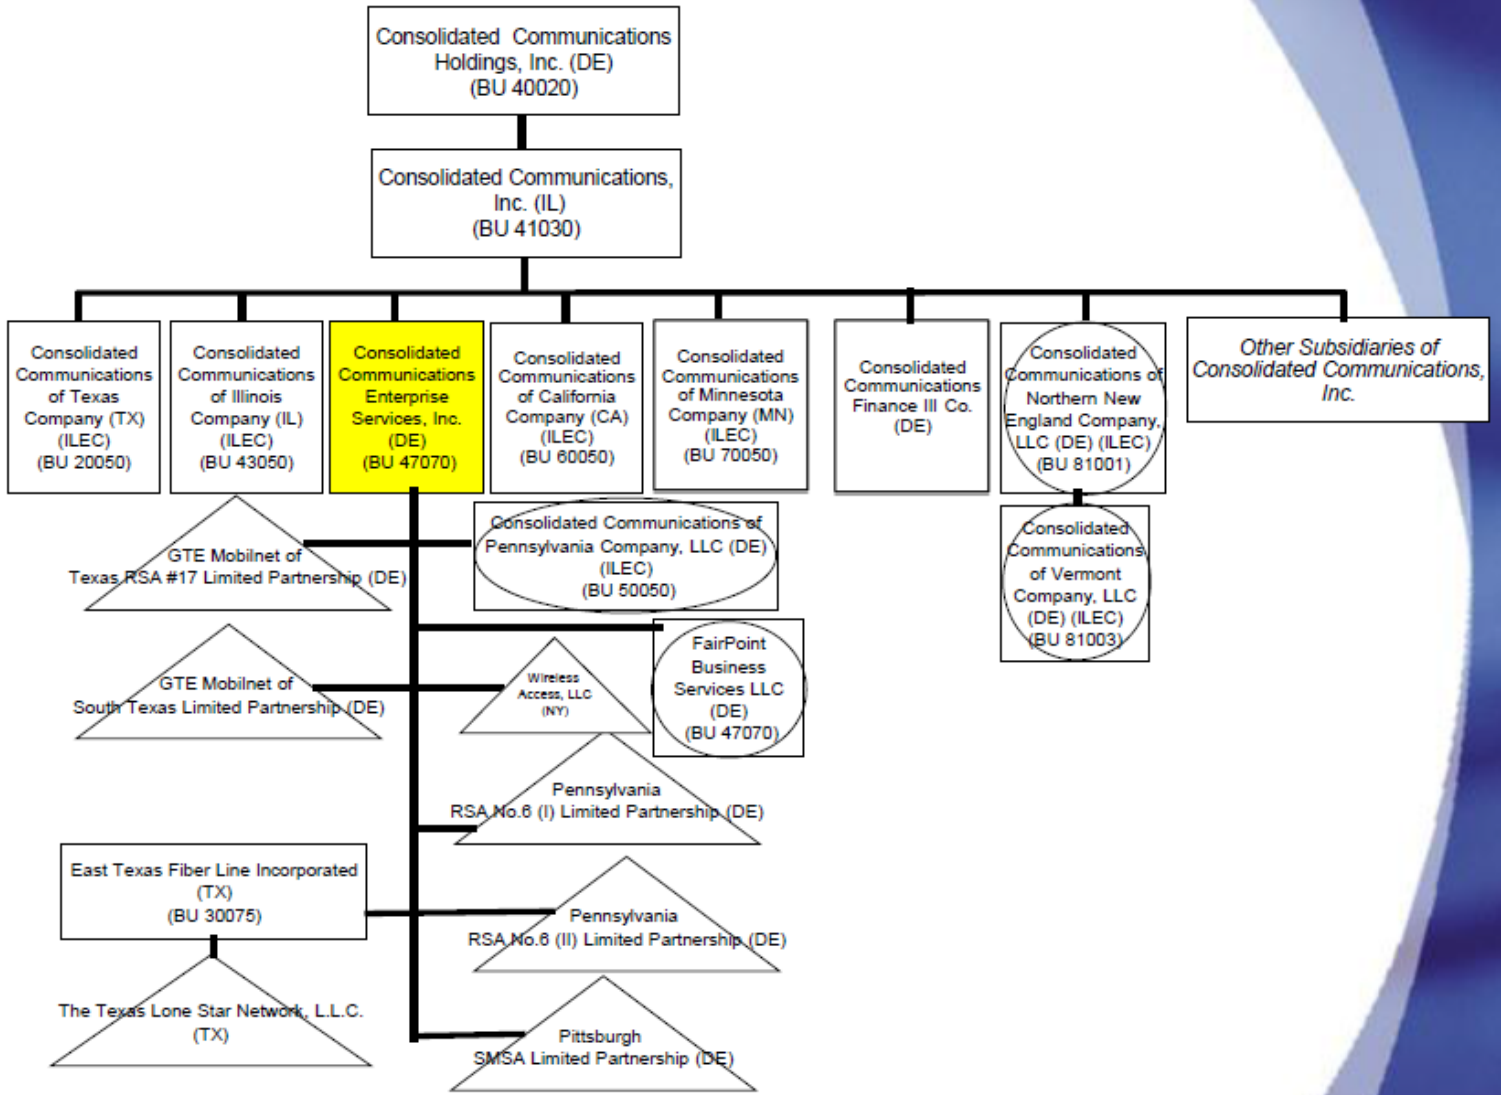 Consolidated Communications
Holdings, Inc. (DE)
(BU 40020)
Consolidated Communications,
Inc. (IL)
(BU 41030)
Consolidated
Communications
of Texas
Company (TX)
(ILEC)
(BU 20050)
Consolidated
Communications
of Illinois
Company (IL)
(ILEC)
(BU 43050)
Consolidated
Communications
Enterprise
Services, Inc.
(DE)
(BU 47070)
Consolidated
Communications
of California
Company (CA)
(ILEC)
(BU 60050)
Consolidated
Communications
of Minnesota
Company (MN)
(ILEC)
(BU 70050)
Consolidated
Communications
Finance III Co.
(DE)
Consolidated
Communications of
Northern New
England Company,
LLC (DE) (ILEC)
(BU 81001)
Other Subsidiaries of
Consolidated Communications,
Inc.
GTE Mobilnet of
Texas RSA #17 Limited Partnership (DE)
Consolidated Communications of
Pennsylvania Company, LLC (DE)
(ILEC)
(BU 50050)
Consolidated
Communications
of Vermont
Company, LLC
(DE) (ILEC)
(BU 81003)
GTE Mobilnet of
South Texas Limited Partnership (DE)
Wireless
Access, LLC
(NY)
FairPoint
Business
Services LLC
(DE)
(BU 47070)
Pennsylvania
RSA No.6 (I) Limited Partnership (DE)
East Texas Fiber Line Incorporated
(TX)
(BU 30075)
Pennsylvania
RSA No.6 (II) Limited Partnership (DE)
The Texas Lone Star Network, L.L.C.
(TX)
Pittsburgh
SMSA Limited Partnership (DE)